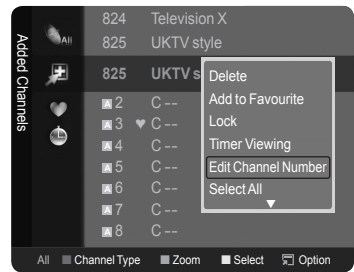 Added Channels
All
824 Television X
825 UKTV style
825 UKTV s
A 2 C --
A 3 ♥ C --
A 4 C --
A 5 C --
A 6 C --
A 7 C --
A 8 C --
Delete
Add to Favourite
Lock
Timer Viewing
Edit Channel Number
Select All
▼
All Channel Type Zoom Select Option